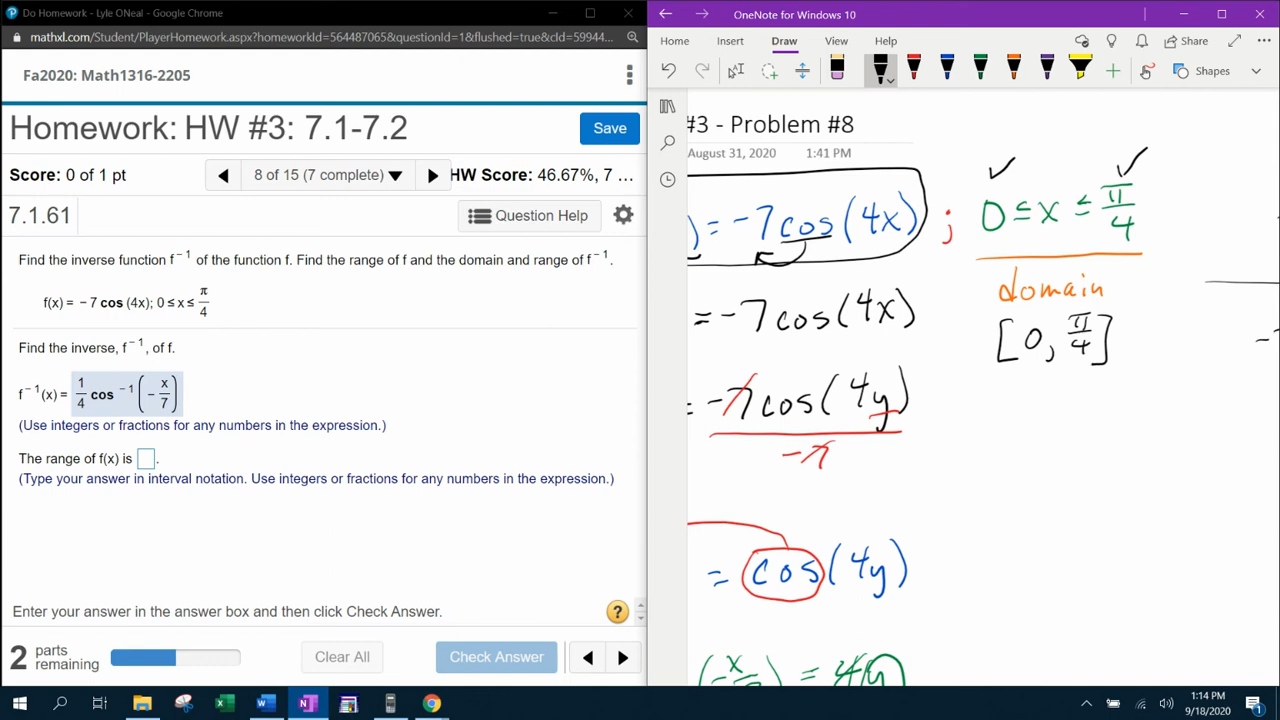 Do Homework - Lyle ONeal - Google Chrome
mathxl.com/Student/PlayerHomework.aspx?homeworkId=564487065&questionId=1&flushed=true&cId=59944...
Fa2020: Math1316-2205
Homework: HW #3: 7.1-7.2
Save
Score: 0 of 1 pt
8 of 15 (7 complete)
HW Score: 46.67%, 7 ...
7.1.61
Question Help
Find the inverse function f⁻¹ of the function f. Find the range of f and the domain and range of f⁻¹.
f(x) = − 7 cos (4x); 0 ≤ x ≤ π/4
Find the inverse, f⁻¹, of f.
f⁻¹(x) = 1/4 cos⁻¹(− x/7)
(Use integers or fractions for any numbers in the expression.)
The range of f(x) is .
(Type your answer in interval notation. Use integers or fractions for any numbers in the expression.)
Enter your answer in the answer box and then click Check Answer.
?
2 parts remaining
Clear All
Check Answer
OneNote for Windows 10
Home Insert Draw View Help
Share
Shapes
#3 - Problem #8
August 31, 2020 1:41 PM
) = -7cos(4x) ; 0 ≤ x ≤ π/4
domain
= -7cos(4x)
[0, π/4]
= -7cos(4y)
-7
= cos(4y)
(-x/ ) = 4y
1:14 PM
9/18/2020
1